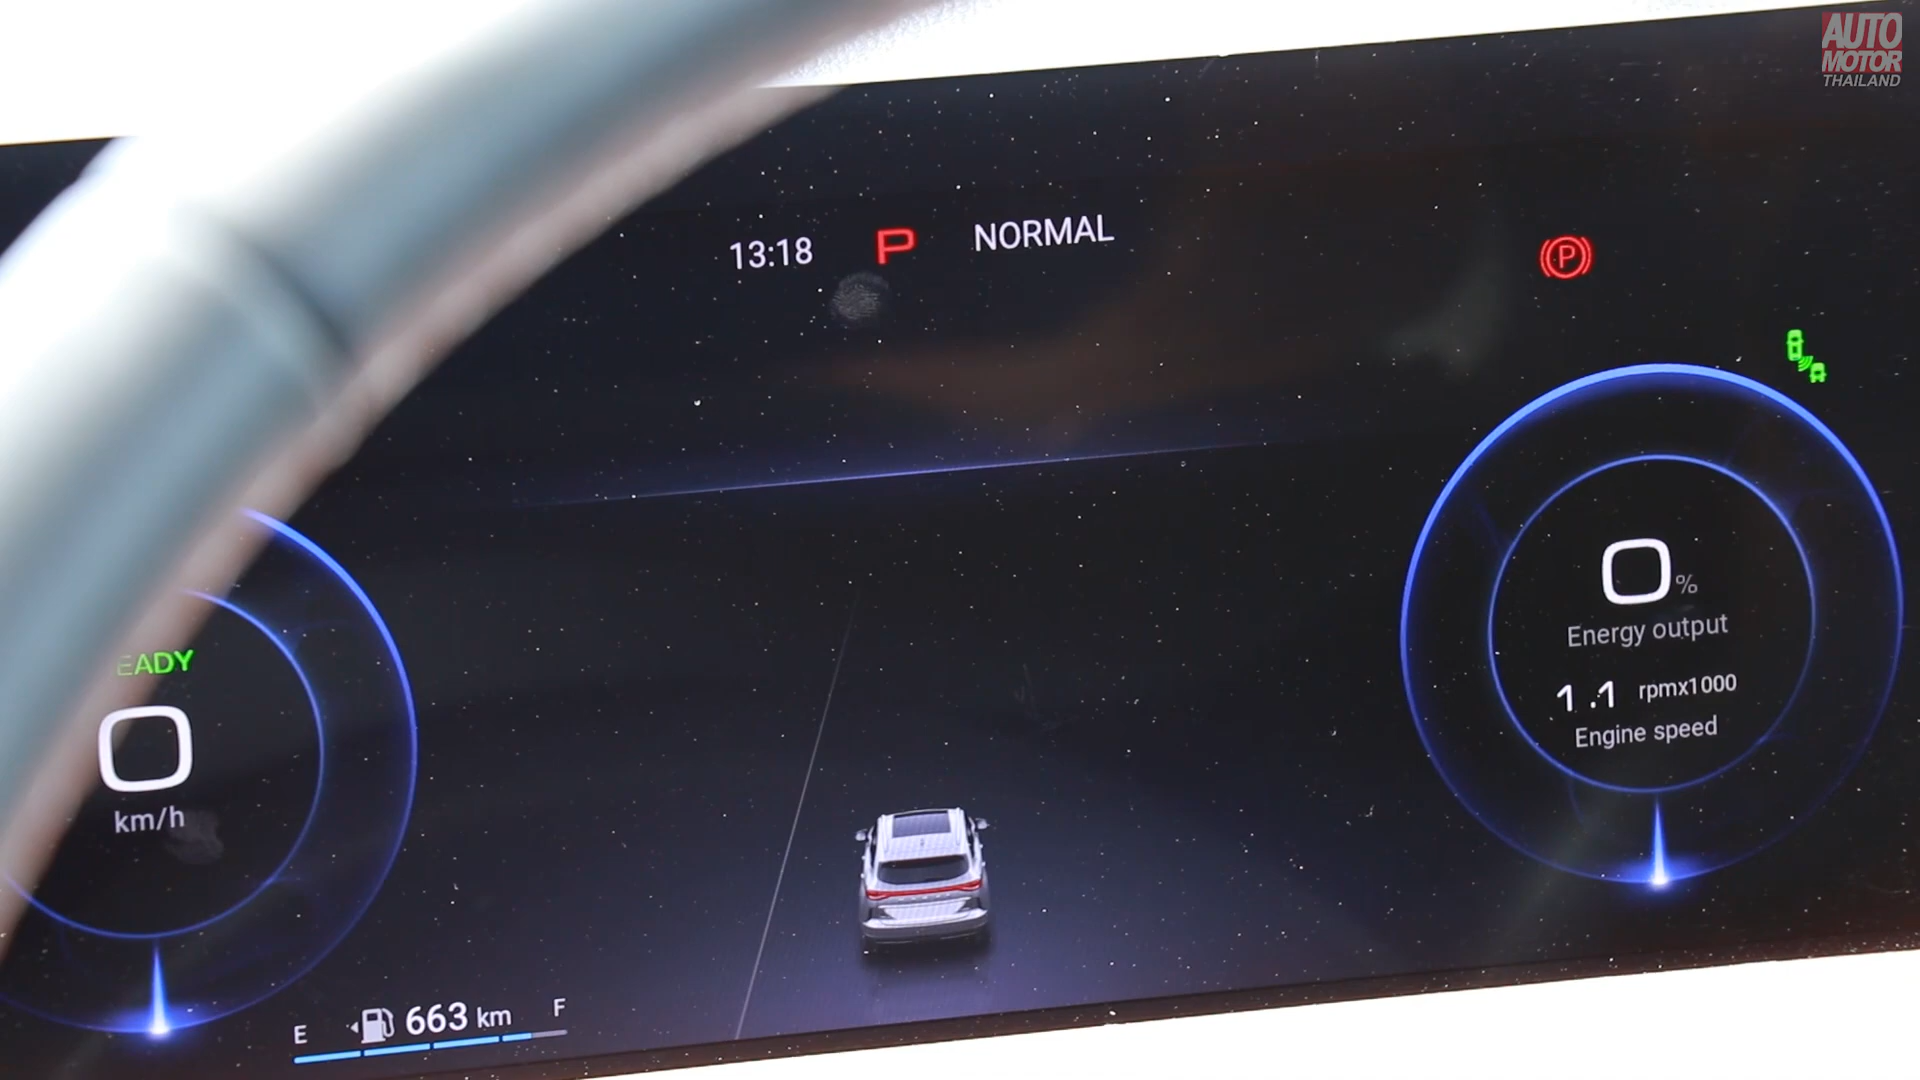 AUTO
MOTOR
THAILAND
13:18 P NORMAL
P
EADY
0
km/h
0 %
Energy output
1.1 rpmx1000
Engine speed
E 663 km F